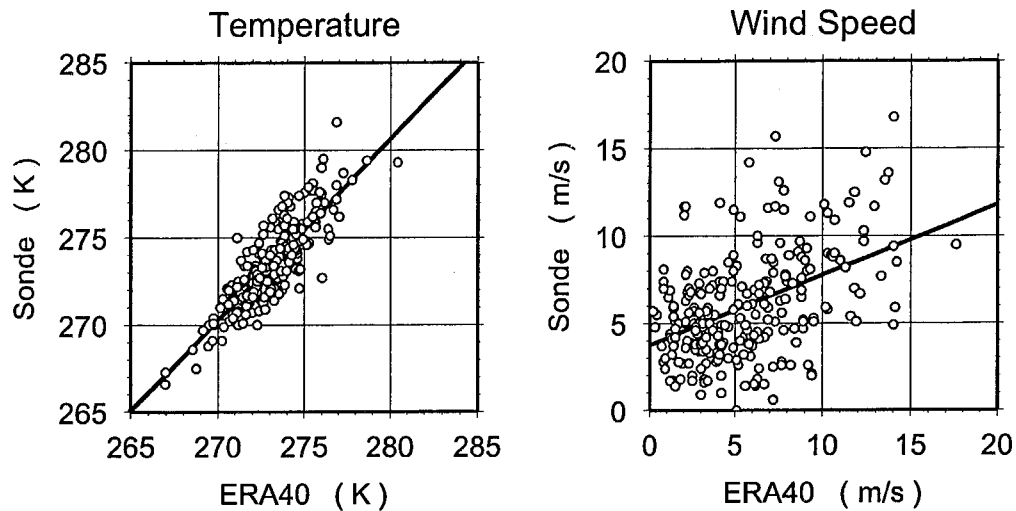 Temperature
285
280
275
270
265
265 270 275 280 285
Sonde ( K )
ERA40 ( K )
Wind Speed
20
15
10
5
0
0 5 10 15 20
Sonde ( m/s )
ERA40 ( m/s )